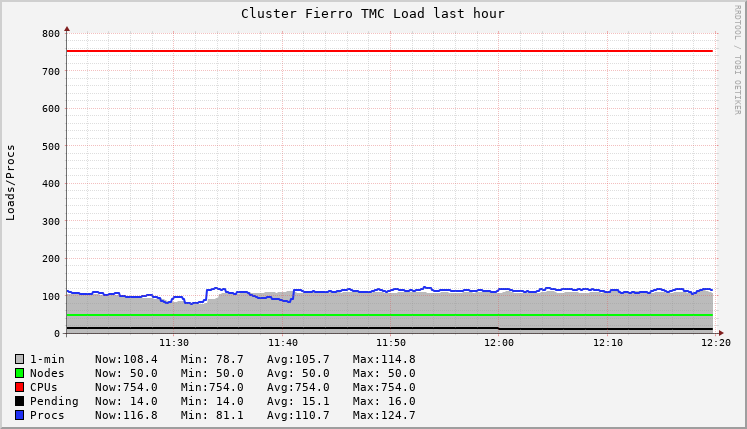 Cluster Fierro TMC Load last hour
RRDTOOL / TOBI OETIKER
Loads/Procs
800
700
600
500
400
300
200
100
0
11:30 11:40 11:50 12:00 12:10 12:20
1-min Now:108.4 Min: 78.7 Avg:105.7 Max:114.8
Nodes Now: 50.0 Min: 50.0 Avg: 50.0 Max: 50.0
CPUs Now:754.0 Min:754.0 Avg:754.0 Max:754.0
Pending Now: 14.0 Min: 14.0 Avg: 15.1 Max: 16.0
Procs Now:116.8 Min: 81.1 Avg:110.7 Max:124.7